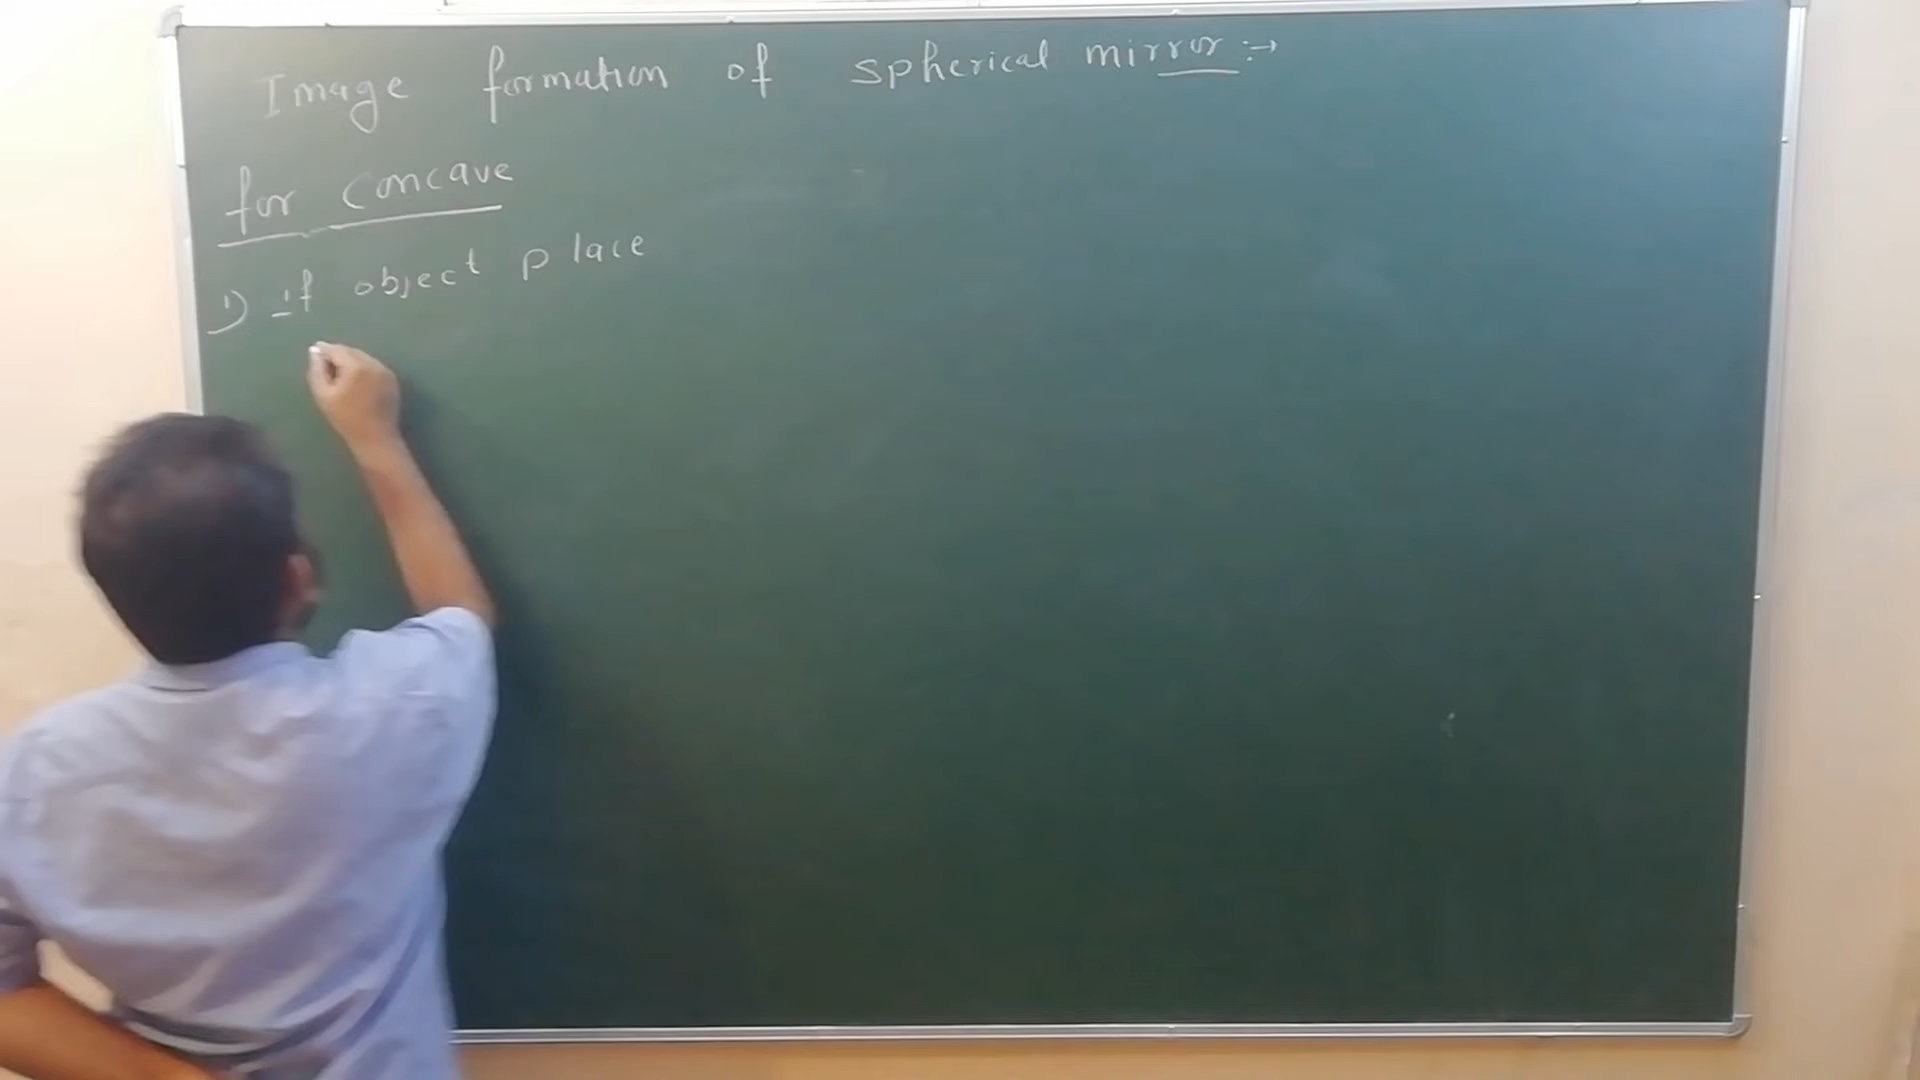 Image formation of spherical mirror :→
for concave
1) if object place